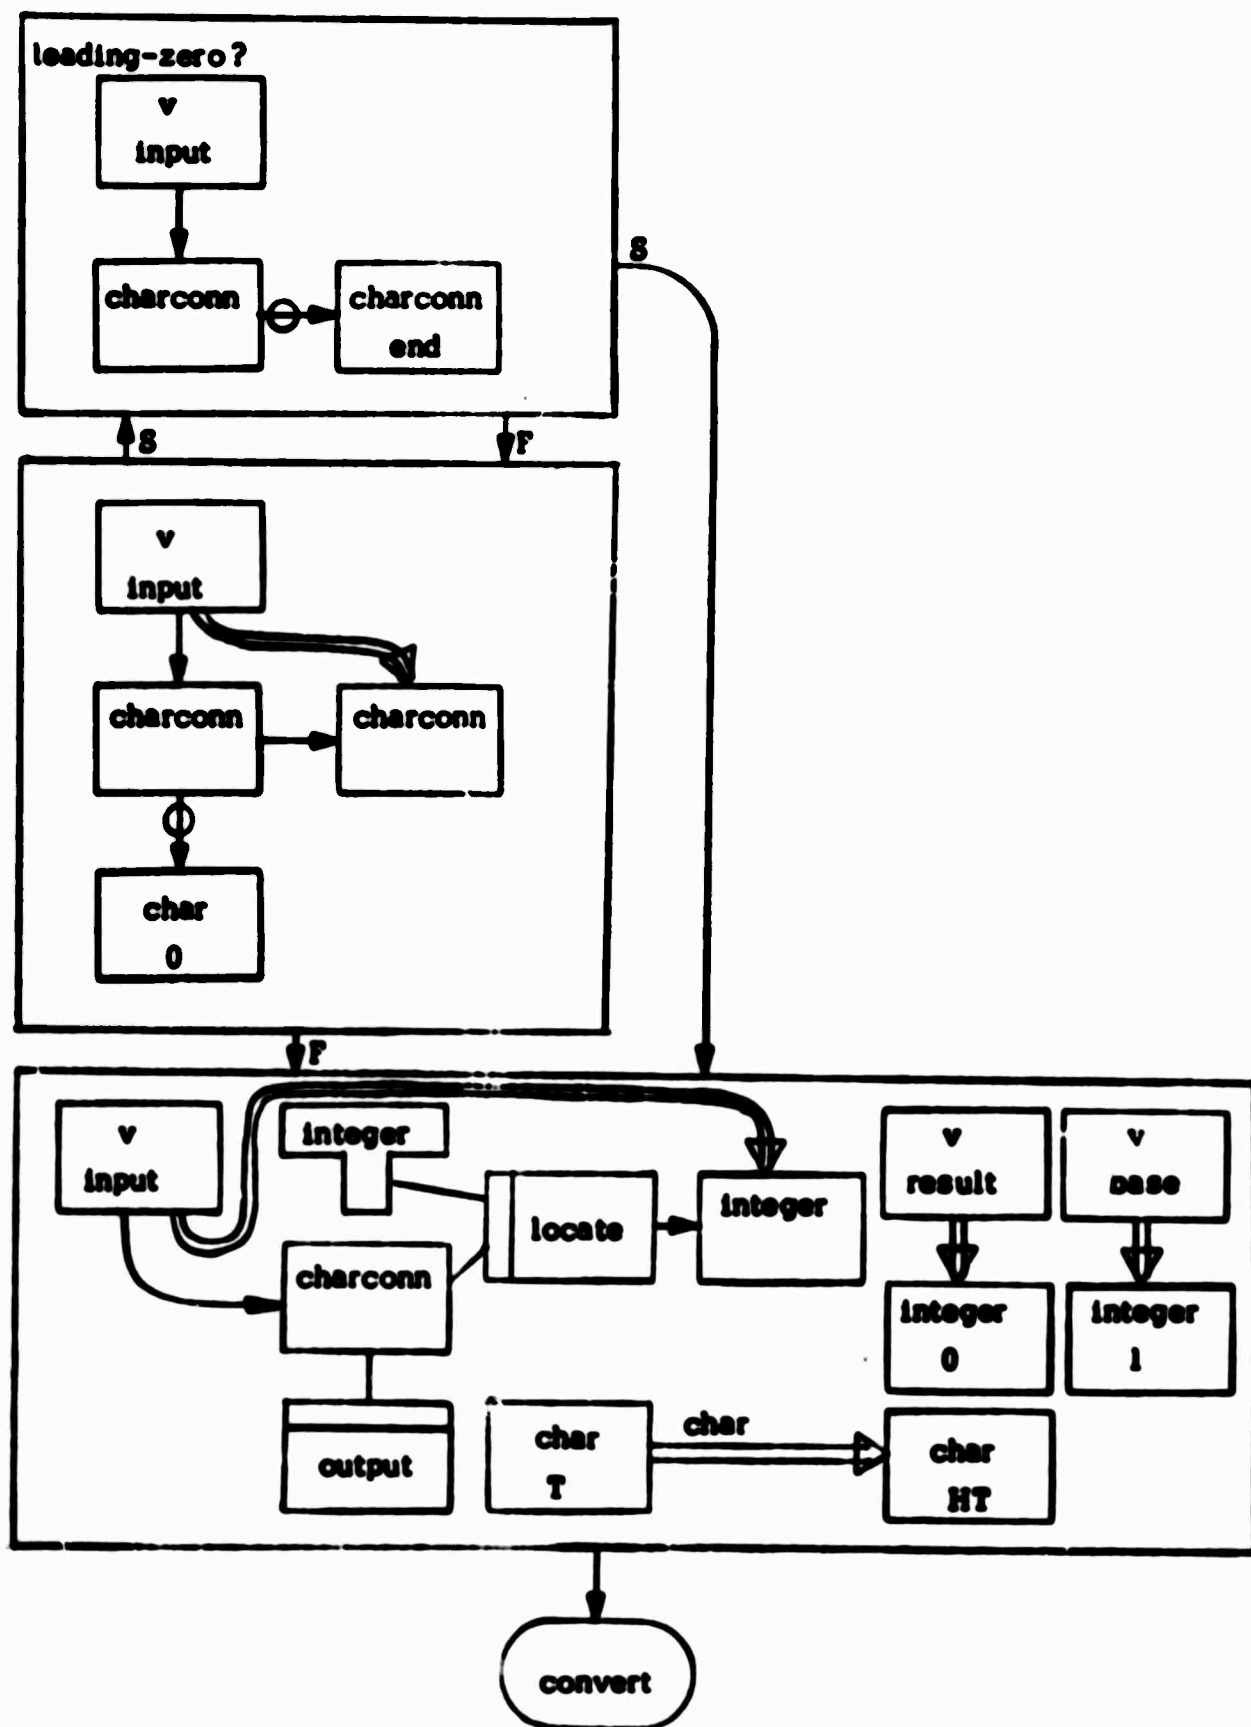 leading-zero?
v
input
charconn
charconn
end
S
S
F
v
input
charconn
charconn
char
0
F
v
input
integer
locate
integer
v
result
v
base
charconn
integer
0
integer
1
output
char
T
char
char
HT
convert